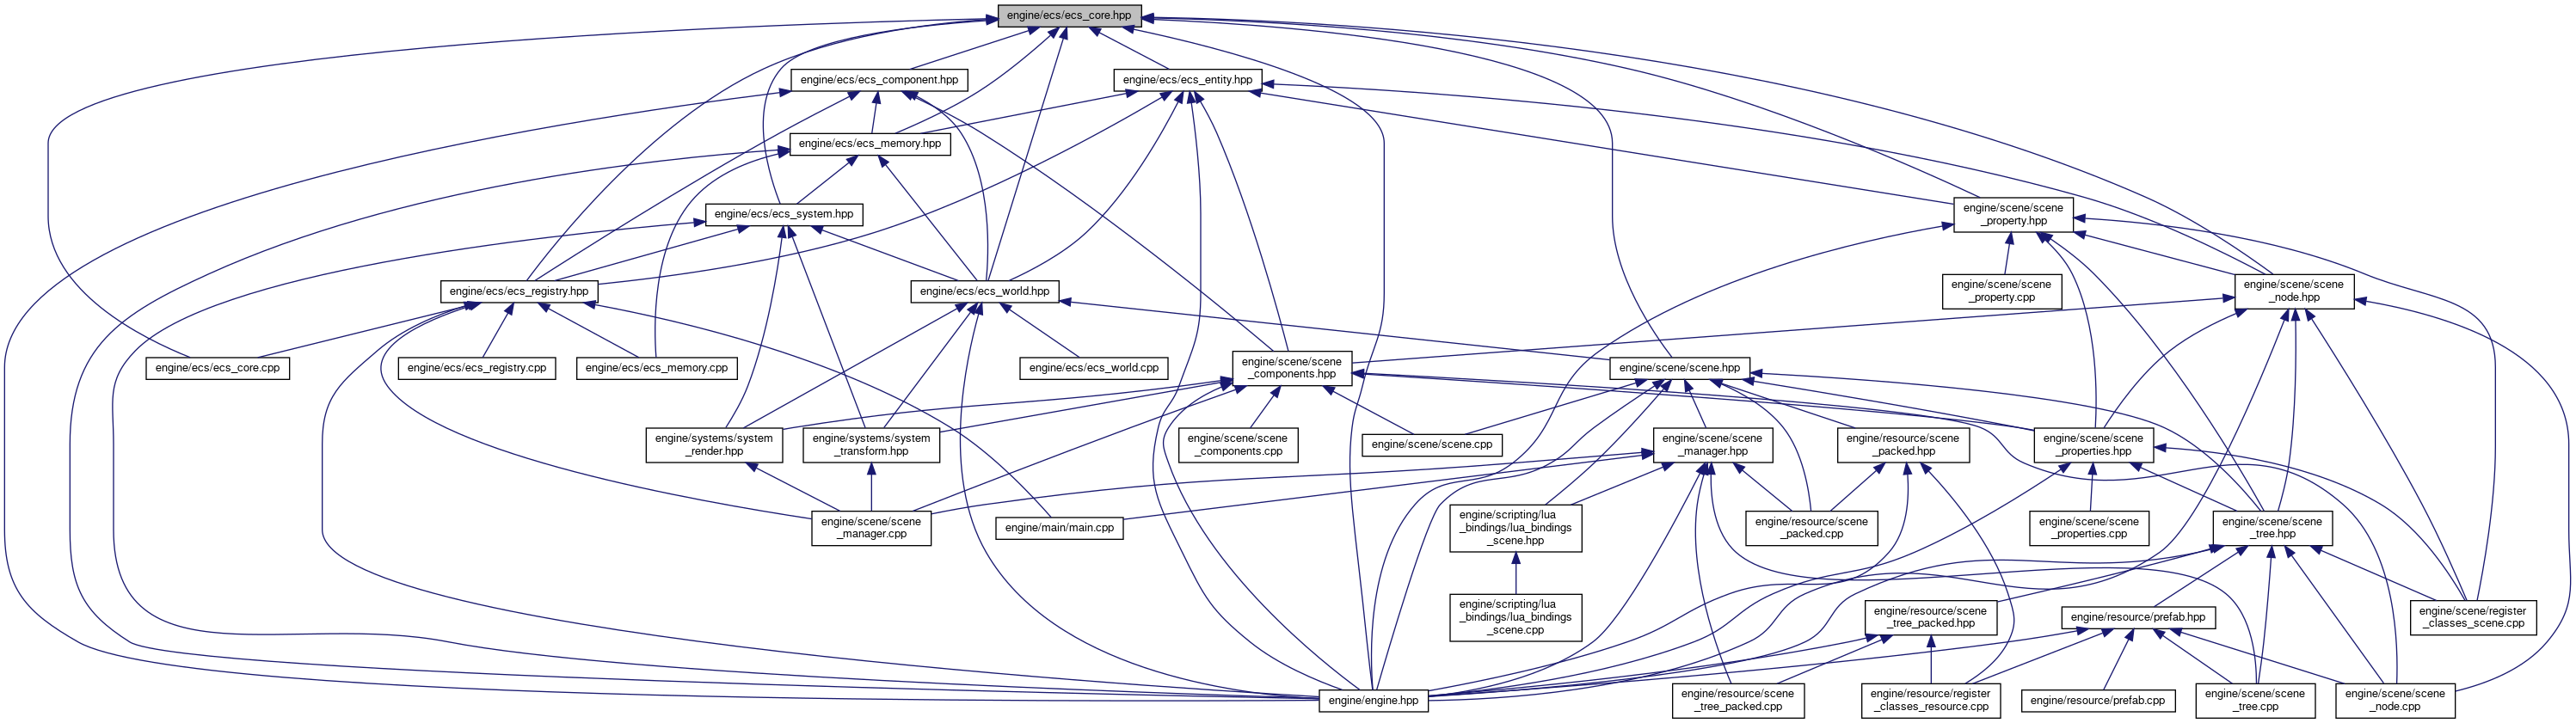 engine/ecs/ecs_core.hpp
engine/ecs/ecs_component.hpp
engine/ecs/ecs_entity.hpp
engine/ecs/ecs_memory.hpp
engine/ecs/ecs_system.hpp
engine/scene/scene
_property.hpp
engine/ecs/ecs_registry.hpp
engine/ecs/ecs_world.hpp
engine/scene/scene
_property.cpp
engine/scene/scene
_node.hpp
engine/ecs/ecs_core.cpp
engine/ecs/ecs_registry.cpp
engine/ecs/ecs_memory.cpp
engine/ecs/ecs_world.cpp
engine/scene/scene
_components.hpp
engine/scene/scene.hpp
engine/systems/system
_render.hpp
engine/systems/system
_transform.hpp
engine/scene/scene
_components.cpp
engine/scene/scene.cpp
engine/scene/scene
_manager.hpp
engine/resource/scene
_packed.hpp
engine/scene/scene
_properties.hpp
engine/scene/scene
_manager.cpp
engine/main/main.cpp
engine/scripting/lua
_bindings/lua_bindings
_scene.hpp
engine/resource/scene
_packed.cpp
engine/scene/scene
_properties.cpp
engine/scene/scene
_tree.hpp
engine/scripting/lua
_bindings/lua_bindings
_scene.cpp
engine/resource/scene
_tree_packed.hpp
engine/resource/prefab.hpp
engine/scene/register
_classes_scene.cpp
engine/engine.hpp
engine/resource/scene
_tree_packed.cpp
engine/resource/register
_classes_resource.cpp
engine/resource/prefab.cpp
engine/scene/scene
_tree.cpp
engine/scene/scene
_node.cpp